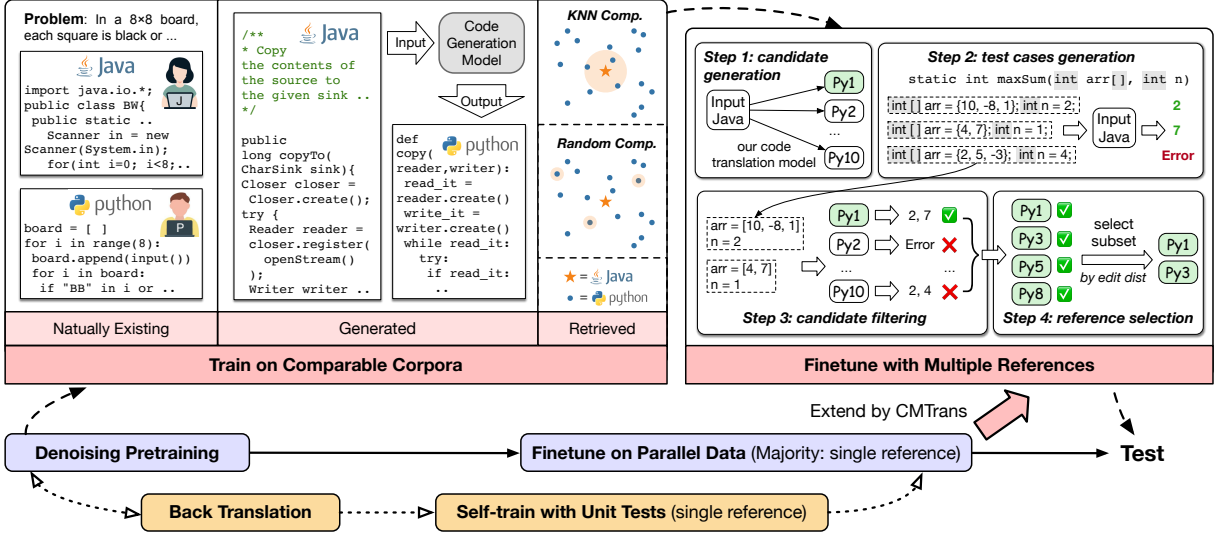 Problem: In a 8×8 board,
each square is black or ...
Java
import java.io.*;
public class BW{
public static ..
Scanner in = new
Scanner(System.in);
for(int i=0; i<8;..
J
python
board = [ ]
for i in range(8):
board.append(input())
for i in board:
if "BB" in i or ..
P
Natually Existing
/**
* Copy
the contents of
the source to
the given sink ..
*/
Java
public
long copyTo(
CharSink sink){
Closer closer =
Closer.create();
try {
Reader reader =
closer.register(
openStream()
);
Writer writer ..
Input
Code
Generation
Model
Output
def
copy(
python
reader,writer):
read_it =
reader.create()
write_it =
writer.create()
while read_it:
try:
if read_it:
..
Generated
KNN Comp.
Random Comp.
= Java
= python
Retrieved
Train on Comparable Corpora
Step 1: candidate
generation
Input
Java
Py1
Py2
...
Py10
our code
translation model
Step 2: test cases generation
static int maxSum(int arr[], int n)
int [] arr = {10, -8, 1}; int n = 2;
int [] arr = {4, 7}; int n = 1;
int [] arr = {2, 5, -3}; int n = 4;
Input
Java
2
7
Error
arr = [10, -8, 1]
n = 2
arr = [4, 7]
n = 1
Py1
2, 7
Py2
Error
...
...
Py10
2, 4
Step 3: candidate filtering
Py1
Py3
Py5
Py8
select
subset
by edit dist
Py1
Py3
Step 4: reference selection
Finetune with Multiple References
Extend by CMTrans
Denoising Pretraining
Finetune on Parallel Data (Majority: single reference)
Test
Back Translation
Self-train with Unit Tests (single reference)